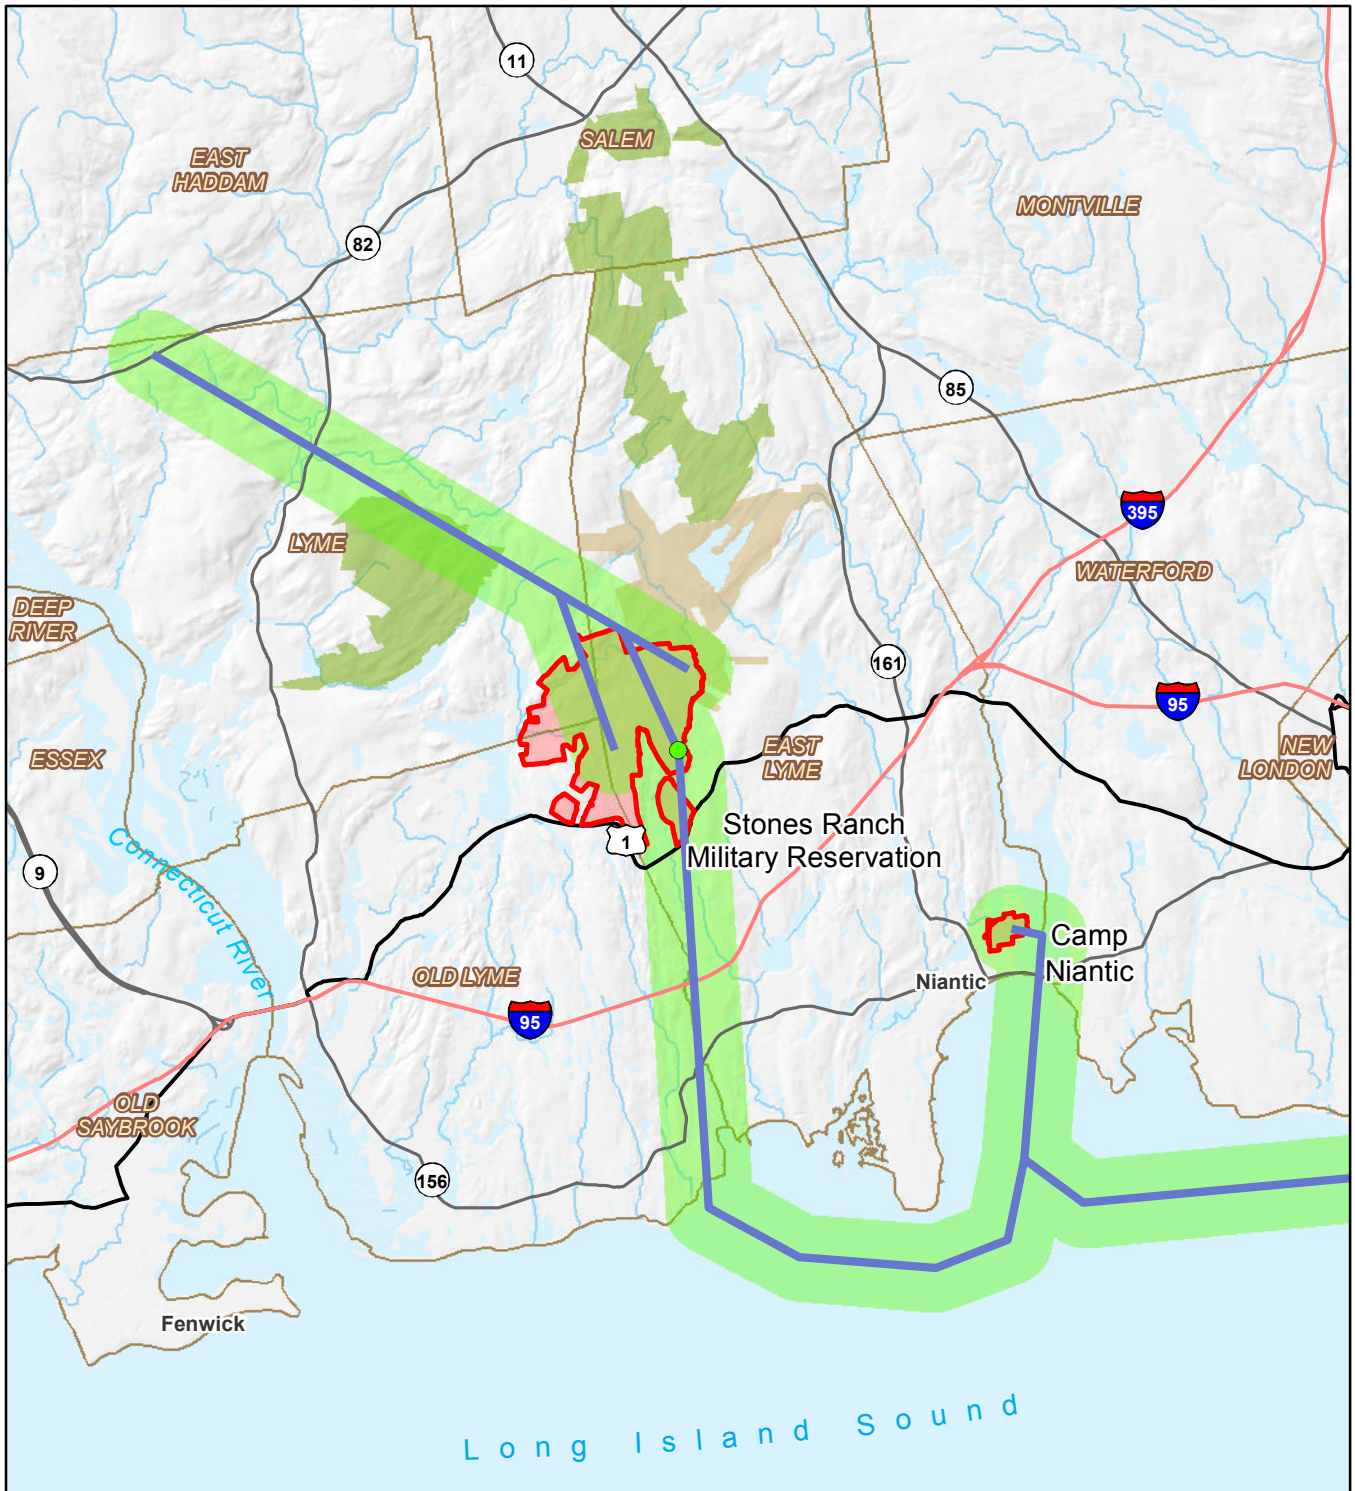 11
SALEM
EAST
HADDAM
MONTVILLE
82
85
395
LYME
WATERFORD
DEEP
RIVER
161
95
EAST
LYME
NEW
LONDON
ESSEX
Stones Ranch
Military Reservation
1
Connecticut River
9
Camp
Niantic
Niantic
OLD LYME
95
OLD
SAYBROOK
156
Fenwick
Long Island Sound